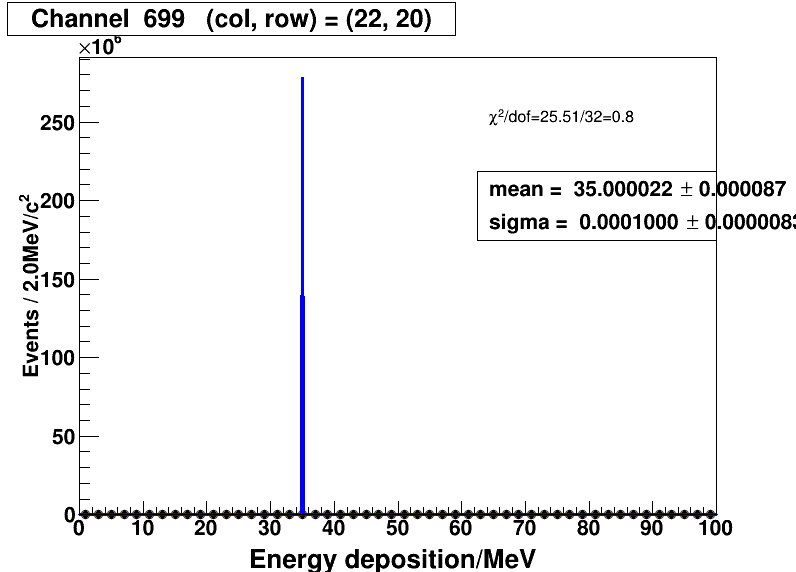 Channel  699   (col, row) = (22, 20)
×10⁶
χ²/dof=25.51/32=0.8
mean =  35.000022 ± 0.000087
sigma =  0.0001000 ± 0.0000083
Events / 2.0MeV/c²
250
200
150
100
50
0
0 10 20 30 40 50 60 70 80 90 100
Energy deposition/MeV